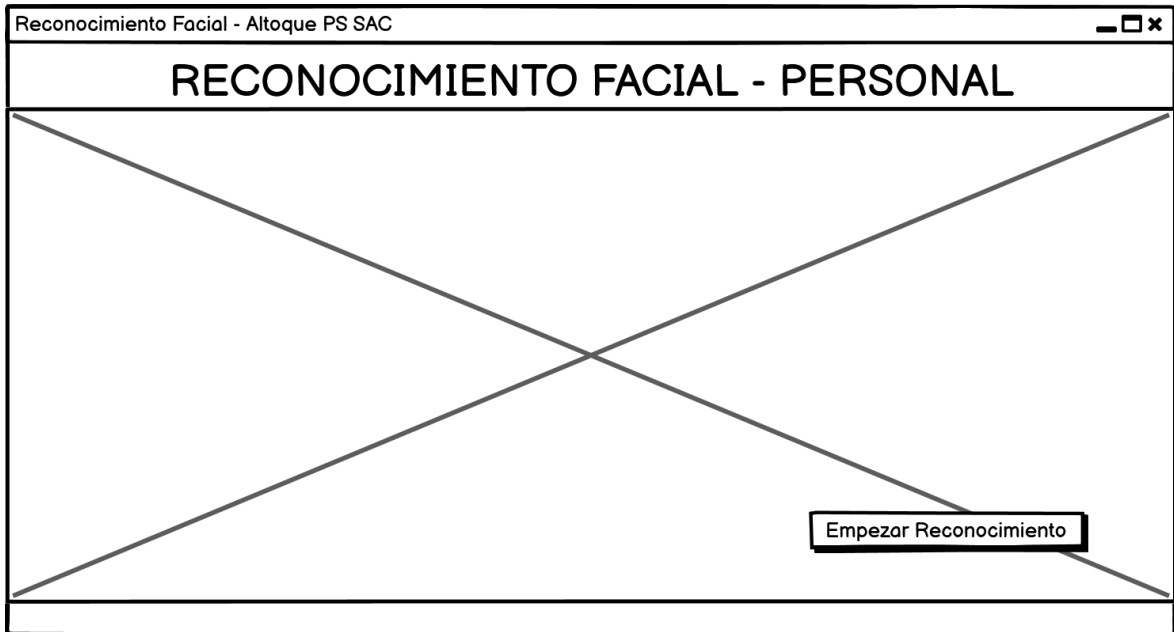 Reconocimiento Facial - Altoque PS SAC
RECONOCIMIENTO FACIAL - PERSONAL
Empezar Reconocimiento